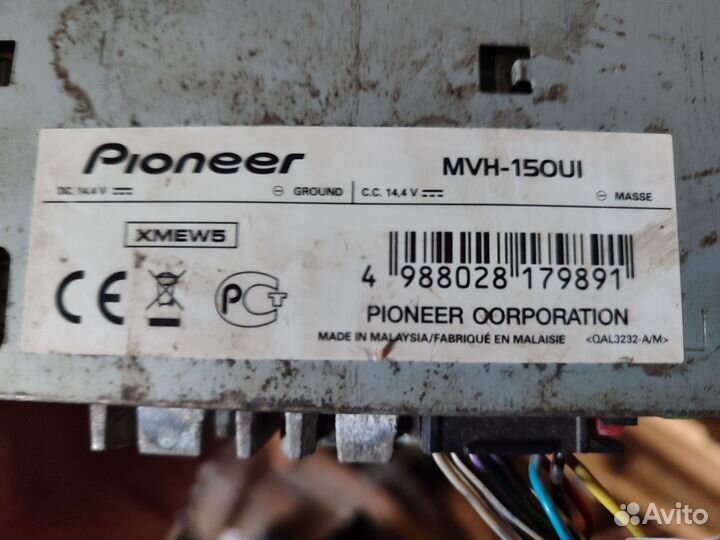 Pioneer MVH-150UI
DC. 14,4 V ⊖ GROUND C.C. 14,4 V ⊖ MASSE
XMEW5
CE PCT
4 988028 179891
PIONEER CORPORATION
MADE IN MALAYSIA/FABRIQUÉ EN MALAISIE <QAL3232-A/M>
Avito